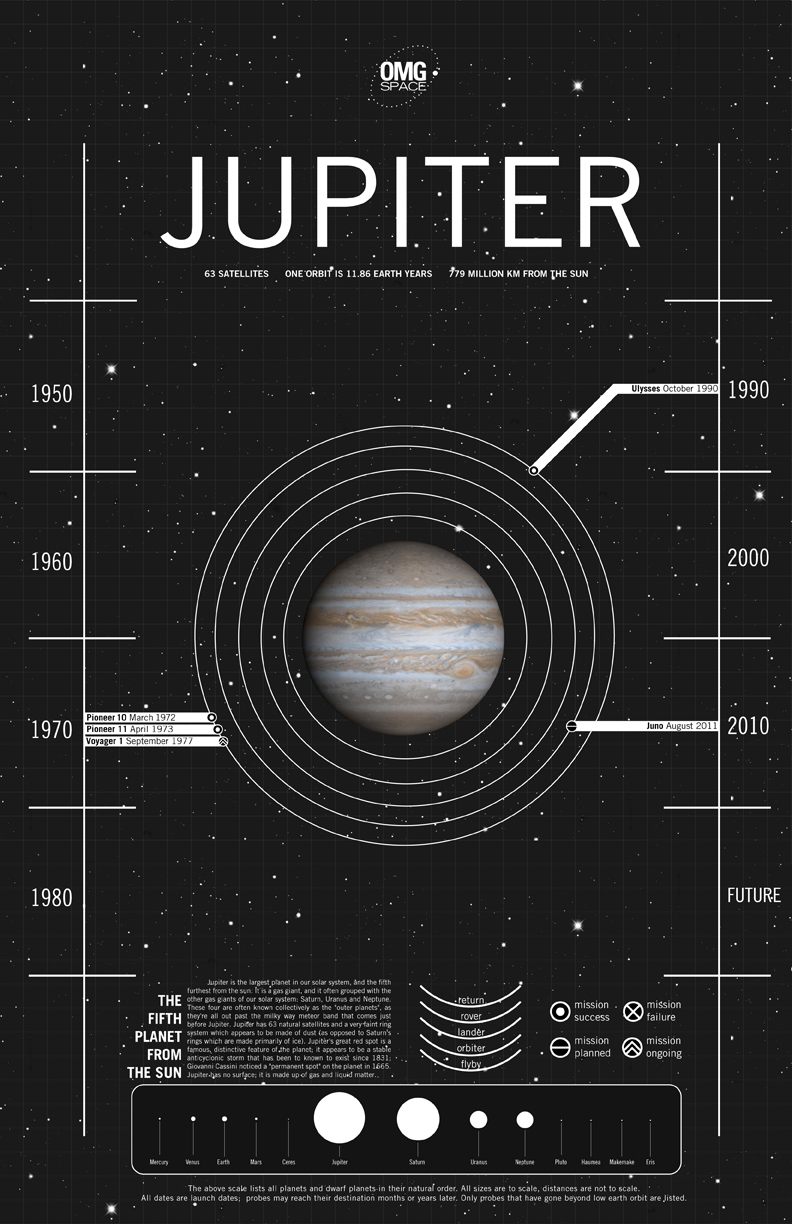 OMG
SPACE
JUPITER
63 SATELLITES ONE ORBIT IS 11.86 EARTH YEARS 779 MILLION KM FROM THE SUN
1950
1960
1970
1980
Pioneer 10 March 1972
Pioneer 11 April 1973
Voyager 1 September 1977
Ulysses October 1990
1990
2000
Juno August 2011
2010
FUTURE
THE
FIFTH
PLANET
FROM
THE SUN
Jupiter is the largest planet in our solar system, and the fifth
furthest from the sun. It is a gas giant, and it often grouped with the
other gas giants of our solar system: Saturn, Uranus and Neptune.
These four are often known collectively as the "outer planets", as
they're all out past the milky way meteor band that comes just
before Jupiter. Jupiter has 63 natural satellites and a very faint ring
system which appears to be made of dust (as opposed to Saturn's
rings which are made primarily of ice). Jupiter's great red spot is a
famous, distinctive feature of the planet; it appears to be a stable
anticyconic storm that has been to known to exist since 1831;
Giovanni Cassini noticed a "permanent spot" on the planet in 1665.
Jupiter has no surface; it is made up of gas and liquid matter.
return
rover
lander
orbiter
flyby
mission
success
mission
failure
mission
planned
mission
ongoing
Mercury Venus Earth Mars Ceres Jupiter Saturn Uranus Neptune Pluto Haumea Makemake Eris
The above scale lists all planets and dwarf planets in their natural order. All sizes are to scale, distances are not to scale.
All dates are launch dates; probes may reach their destination months or years later. Only probes that have gone beyond low earth orbit are listed.